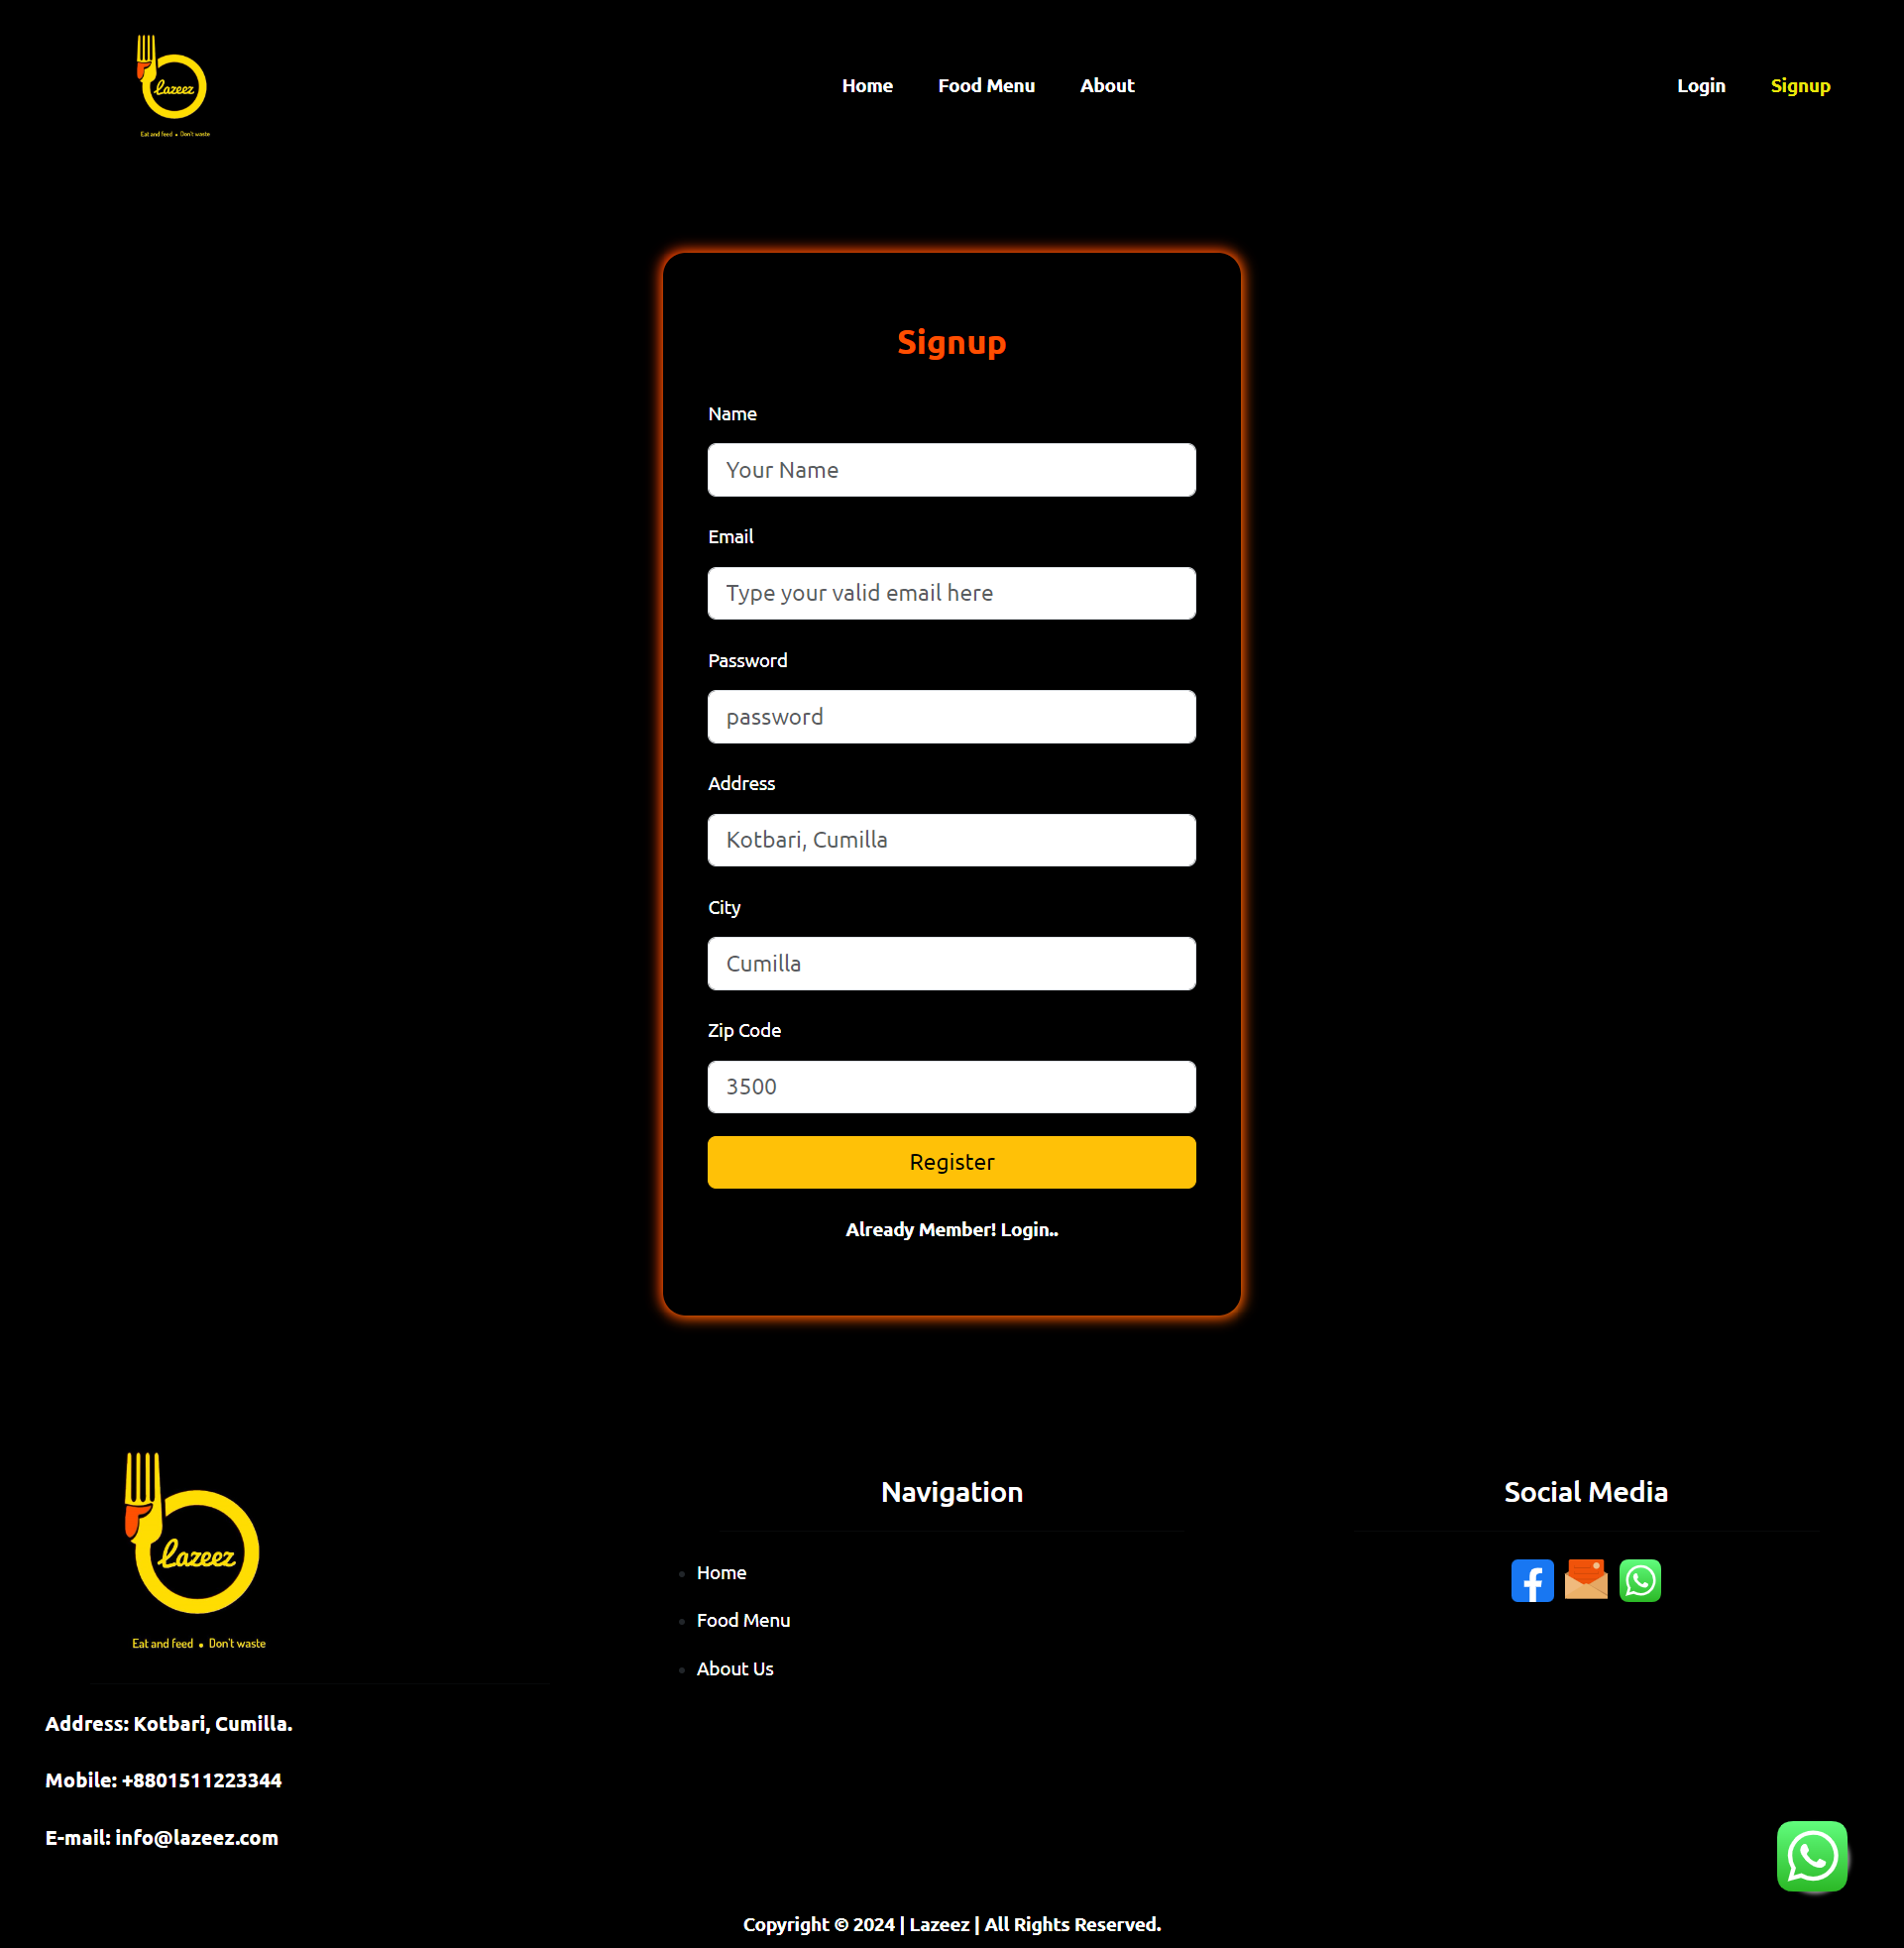 lazeez
Eat and feed • Don't waste
Home Food Menu About
Login Signup
Signup
Name
Your Name
Email
Type your valid email here
Password
password
Address
Kotbari, Cumilla
City
Cumilla
Zip Code
3500
Register
Already Member! Login..
lazeez
Eat and feed • Don't waste
Address: Kotbari, Cumilla.
Mobile: +8801511223344
E-mail: info@lazeez.com
Navigation
Home
Food Menu
About Us
Social Media
Copyright © 2024 | Lazeez | All Rights Reserved.